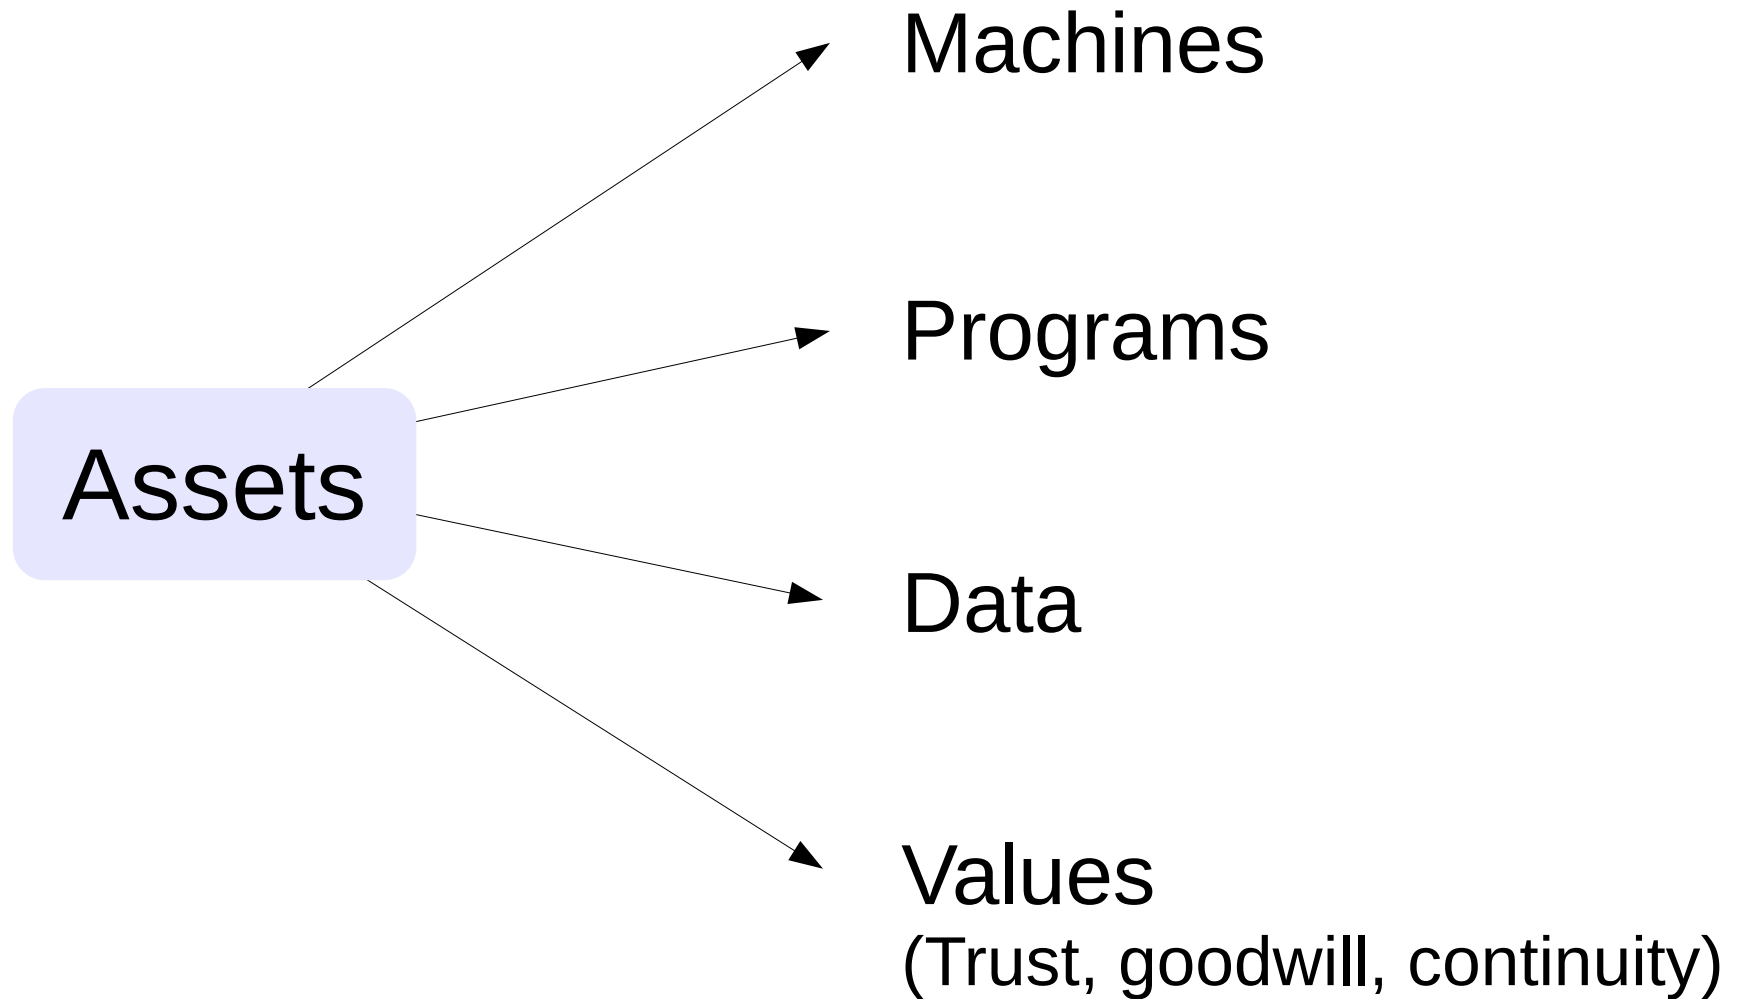 Machines
Programs
Assets
Data
Values
(Trust, goodwill, continuity)